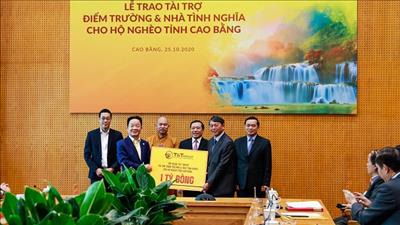 LỄ TRAO TÀI TRỢ
ĐIỂM TRƯỜNG & NHÀ TÌNH NGHĨA
CHO HỘ NGHÈO TỈNH CAO BẰNG
CAO BẰNG, 25.10.2020
T&T
1 TỶ ĐỒNG